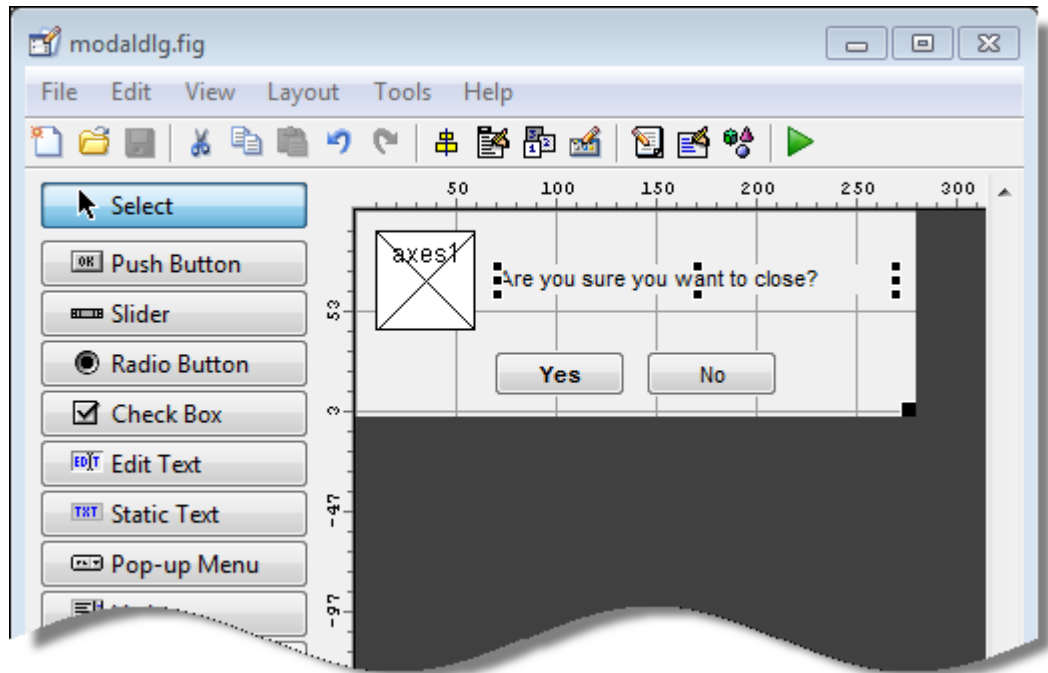 modaldlg.fig
File Edit View Layout Tools Help
Select
50 100 150 200 250 300
Push Button
axes1
Are you sure you want to close?
Slider
53
Radio Button
Yes No
Check Box
3
Edit Text
Static Text
-47
Pop-up Menu
-97